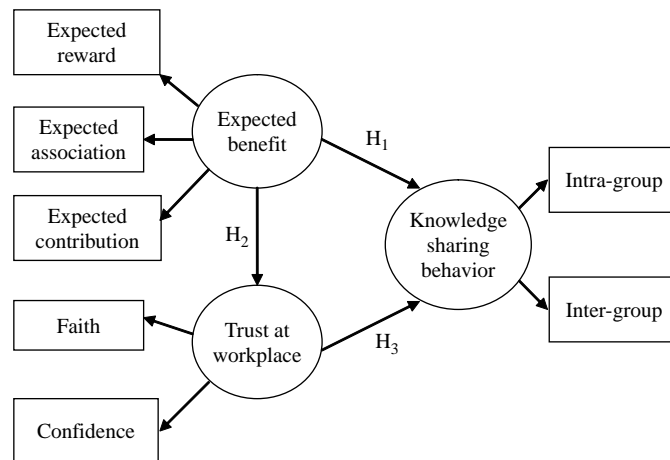 Expected
reward
Expected
association
Expected
contribution
Faith
Confidence
Expected
benefit
Trust at
workplace
H₁
H₂
H₃
Knowledge
sharing
behavior
Intra-group
Inter-group